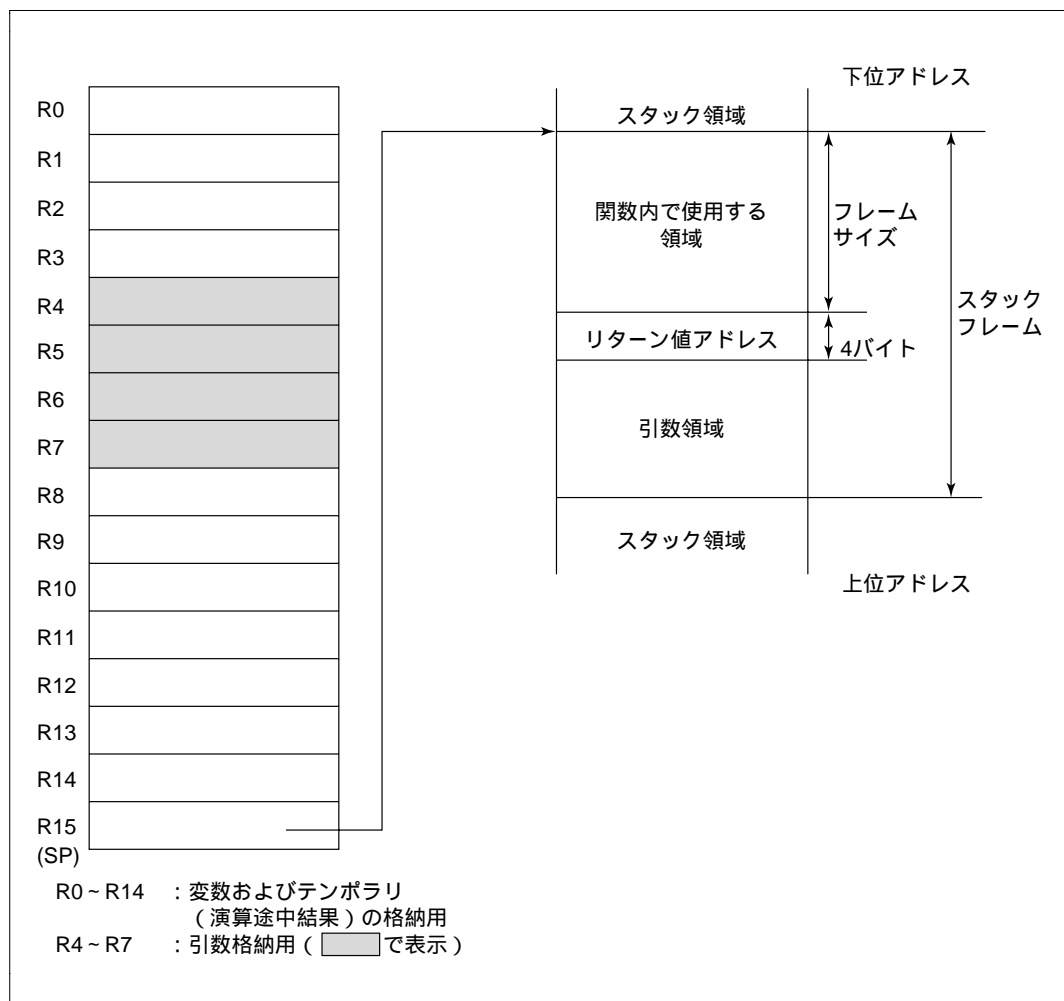 R0
R1
R2
R3
R4
R5
R6
R7
R8
R9
R10
R11
R12
R13
R14
R15
(SP)
下位アドレス
スタック領域
関数内で使用する
領域
フレーム
サイズ
スタック
フレーム
リターン値アドレス
4バイト
引数領域
スタック領域
上位アドレス
R0~R14 :変数およびテンポラリ
(演算途中結果)の格納用
R4~R7 :引数格納用( で表示)